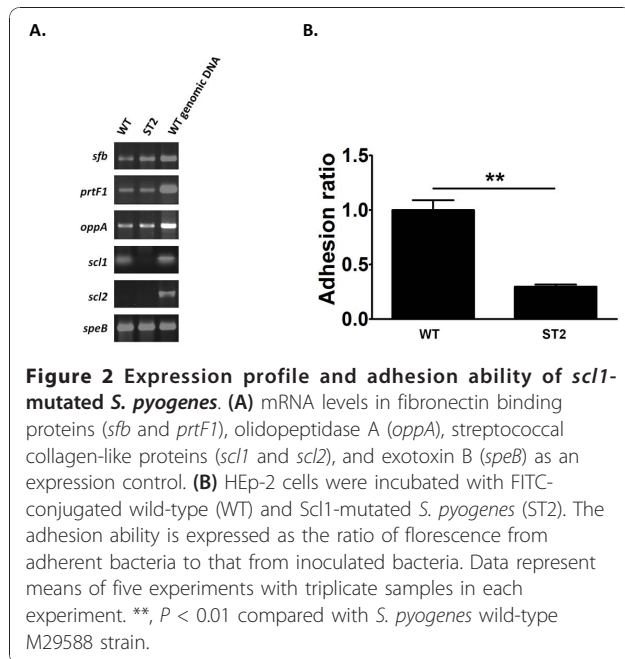 A.
B.
WT
ST2
WT genomic DNA
sfb
prtF1
oppA
scl1
scl2
speB
Adhesion ratio
1.5
1.0
0.5
0.0
**
WT
ST2
Figure 2 Expression profile and adhesion ability of scl1-
mutated S. pyogenes. (A) mRNA levels in fibronectin binding
proteins (sfb and prtF1), olidopeptidase A (oppA), streptococcal
collagen-like proteins (scl1 and scl2), and exotoxin B (speB) as an
expression control. (B) HEp-2 cells were incubated with FITC-
conjugated wild-type (WT) and Scl1-mutated S. pyogenes (ST2). The
adhesion ability is expressed as the ratio of florescence from
adherent bacteria to that from inoculated bacteria. Data represent
means of five experiments with triplicate samples in each
experiment. **, P < 0.01 compared with S. pyogenes wild-type
M29588 strain.